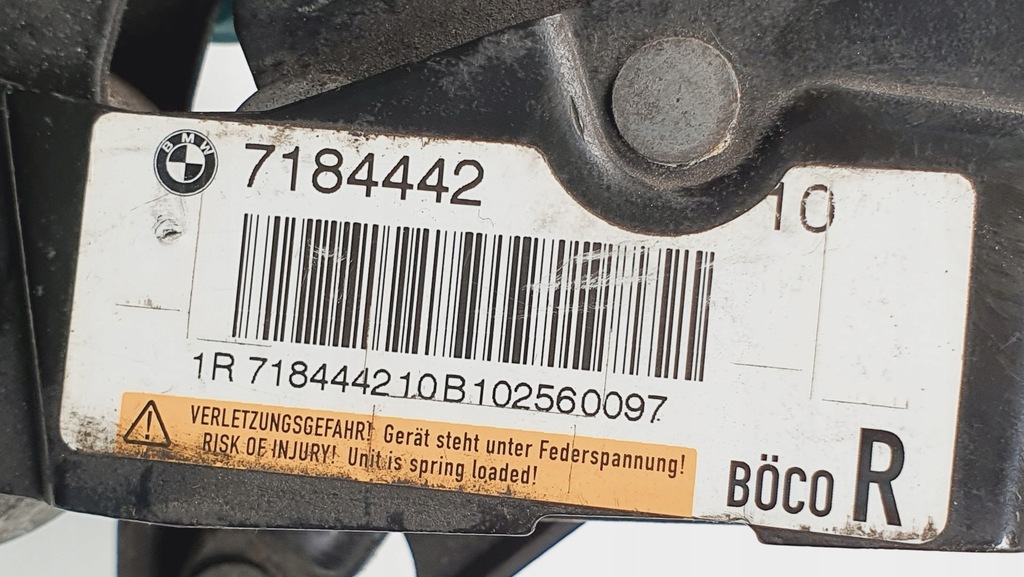 BMW 7184442 10
1R 718444210B102560097
VERLETZUNGSGEFAHR! Gerät steht unter Federspannung!
RISK OF INJURY! Unit is spring loaded!
BÖCO R